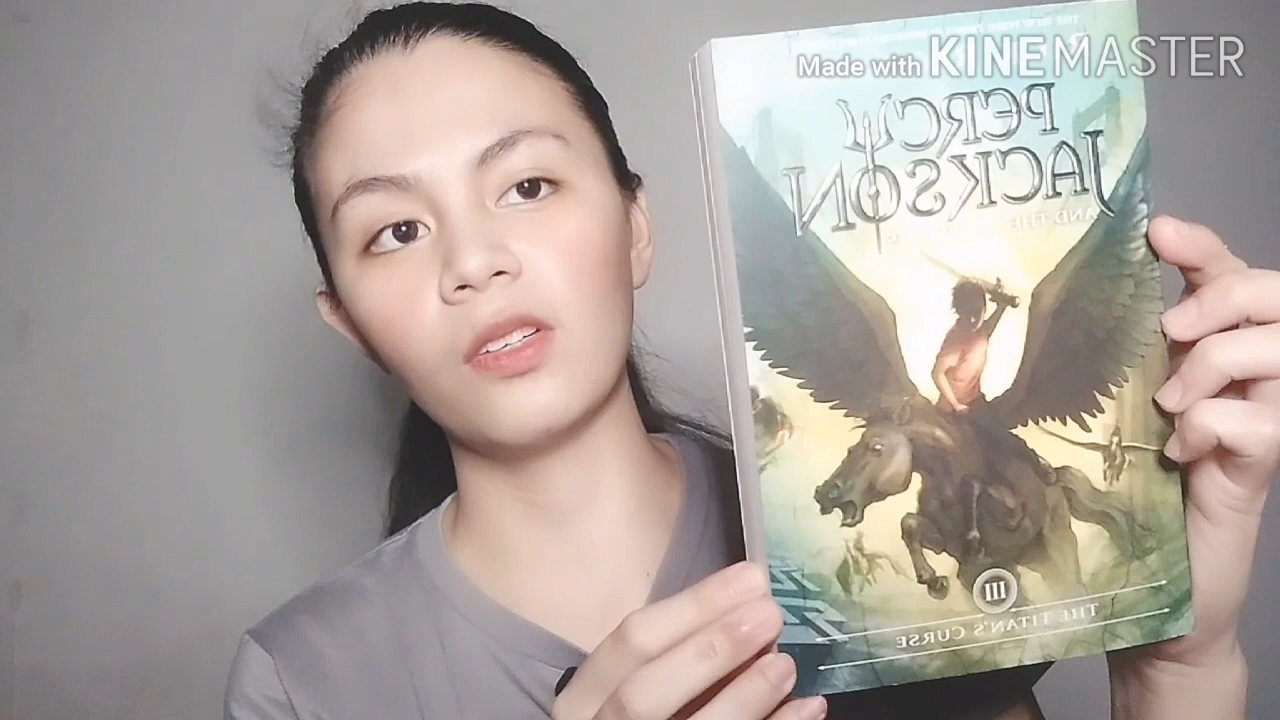 Made with KINEMASTER
PERCY
JACKSON
AND THE
III
THE TITAN'S CURSE